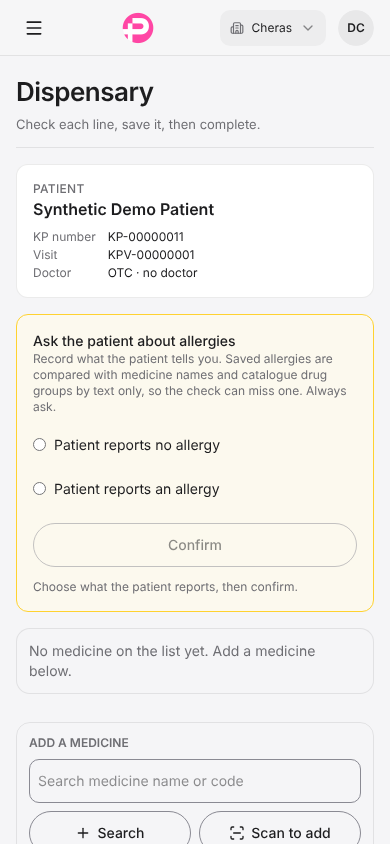 Cheras
DC
Dispensary
Check each line, save it, then complete.
PATIENT
Synthetic Demo Patient
KP number KP-00000011
Visit KPV-00000001
Doctor OTC · no doctor
Ask the patient about allergies
Record what the patient tells you. Saved allergies are
compared with medicine names and catalogue drug
groups by text only, so the check can miss one. Always
ask.
Patient reports no allergy
Patient reports an allergy
Confirm
Choose what the patient reports, then confirm.
No medicine on the list yet. Add a medicine
below.
ADD A MEDICINE
Search medicine name or code
Search Scan to add